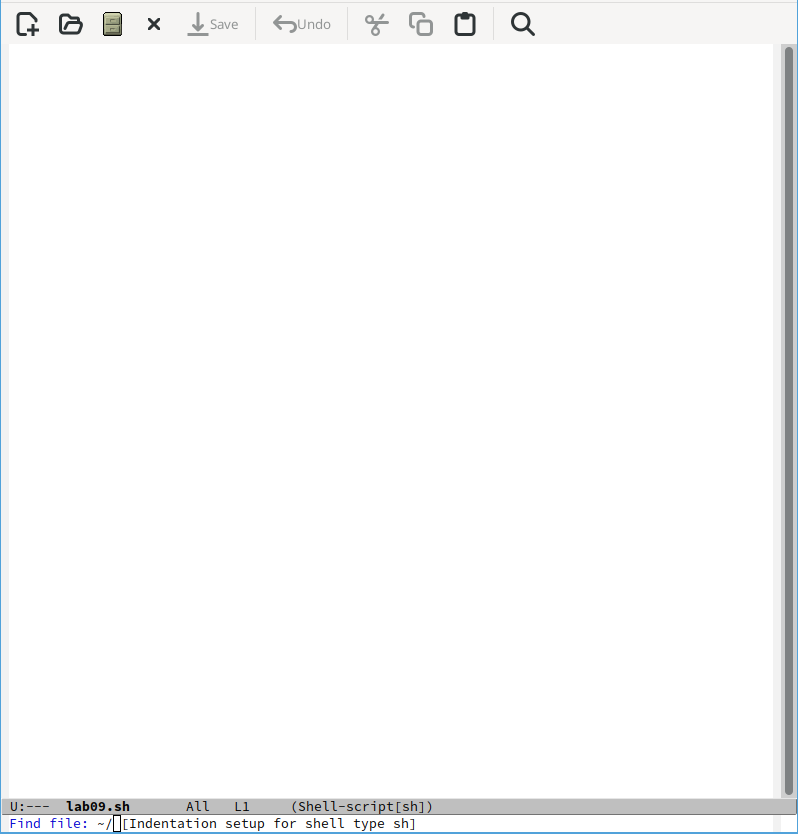 Save Undo
U:--- lab09.sh All L1 (Shell-script[sh])
Find file: ~/ [Indentation setup for shell type sh]